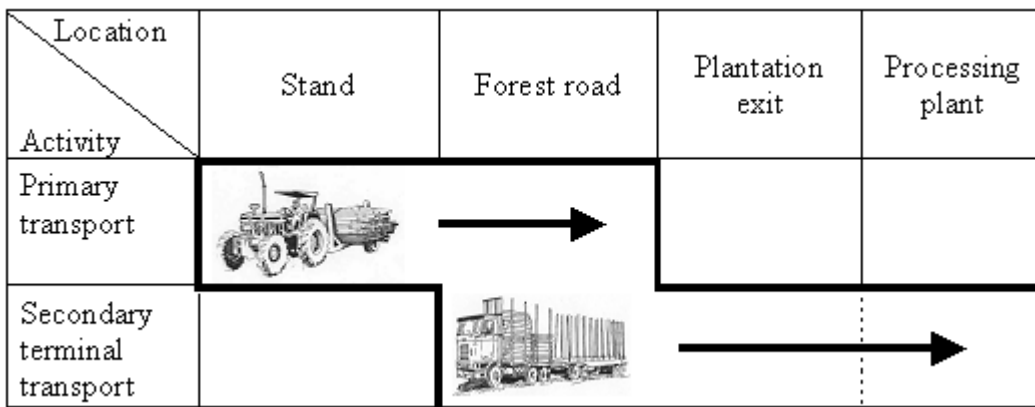 Location
Activity
Stand
Forest road
Plantation
exit
Processing
plant
Primary
transport
Secondary
terminal
transport